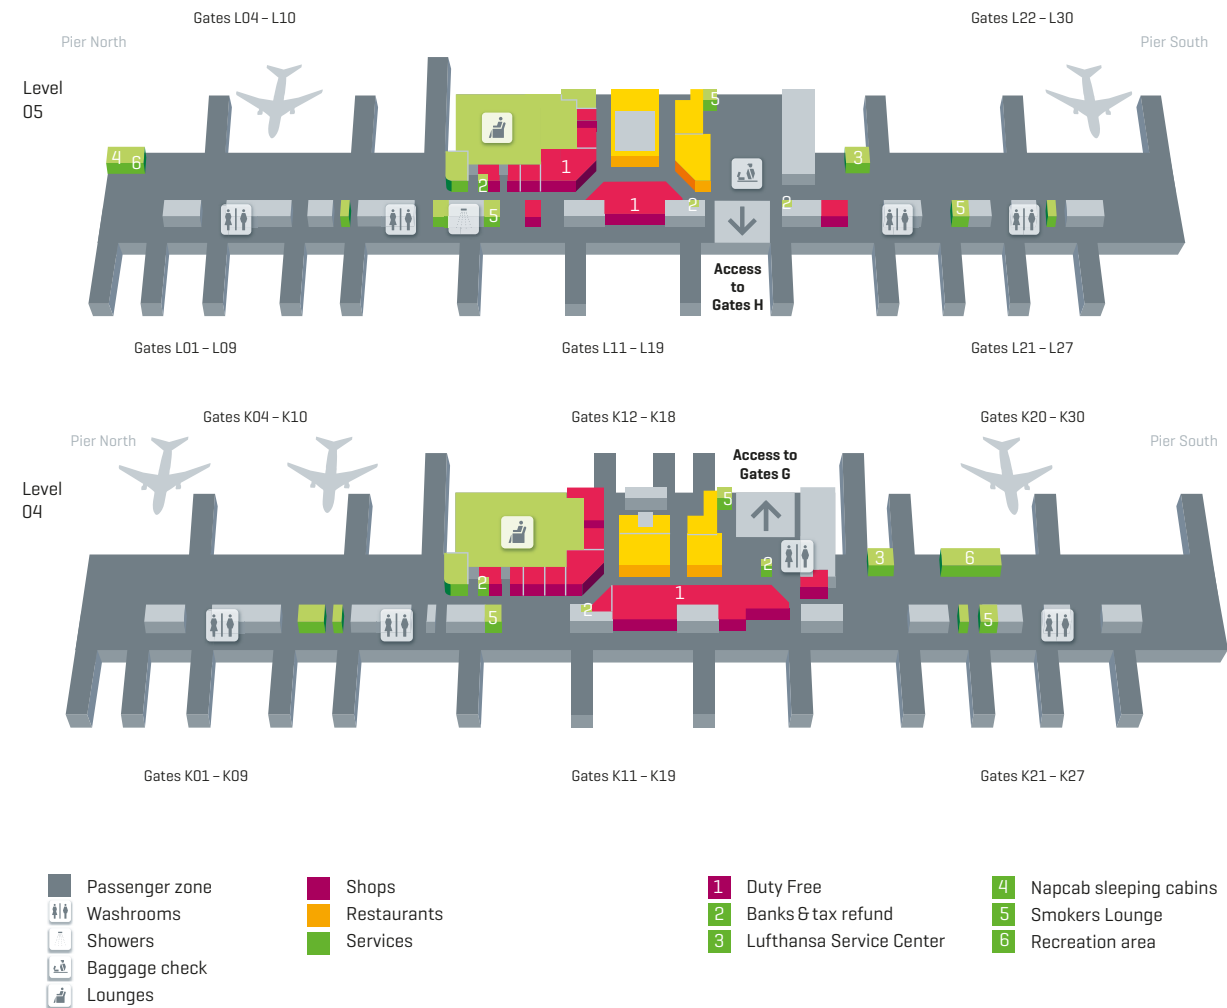 Gates L04 – L10
Gates L22 – L30
Pier North
Pier South
Level
05
5
4
6
1
3
2
1
2
2
5
5
Access
to
Gates H
Gates L01 – L09
Gates L11 – L19
Gates L21 – L27
Gates K04 – K10
Gates K12 – K18
Gates K20 – K30
Pier North
Pier South
Access to
Gates G
Level
04
5
3
6
2
2
1
2
5
5
Gates K01 – K09
Gates K11 – K19
Gates K21 – K27
Passenger zone
Washrooms
Showers
Baggage check
Lounges
Shops
Restaurants
Services
1 Duty Free
2 Banks & tax refund
3 Lufthansa Service Center
4 Napcab sleeping cabins
5 Smokers Lounge
6 Recreation area